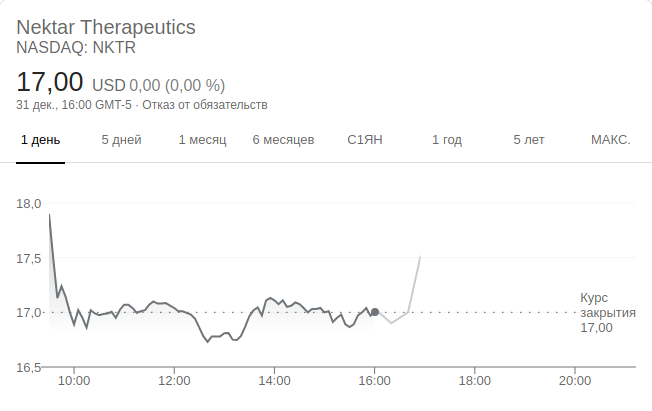 Nektar Therapeutics
NASDAQ: NKTR
17,00 USD 0,00 (0,00 %)
31 дек., 16:00 GMT-5 · Отказ от обязательств
1 день 5 дней 1 месяц 6 месяцев С1ЯН 1 год 5 лет МАКС.
18,0
17,5
17,0
16,5
Курс
закрытия
17,00
10:00 12:00 14:00 16:00 18:00 20:00